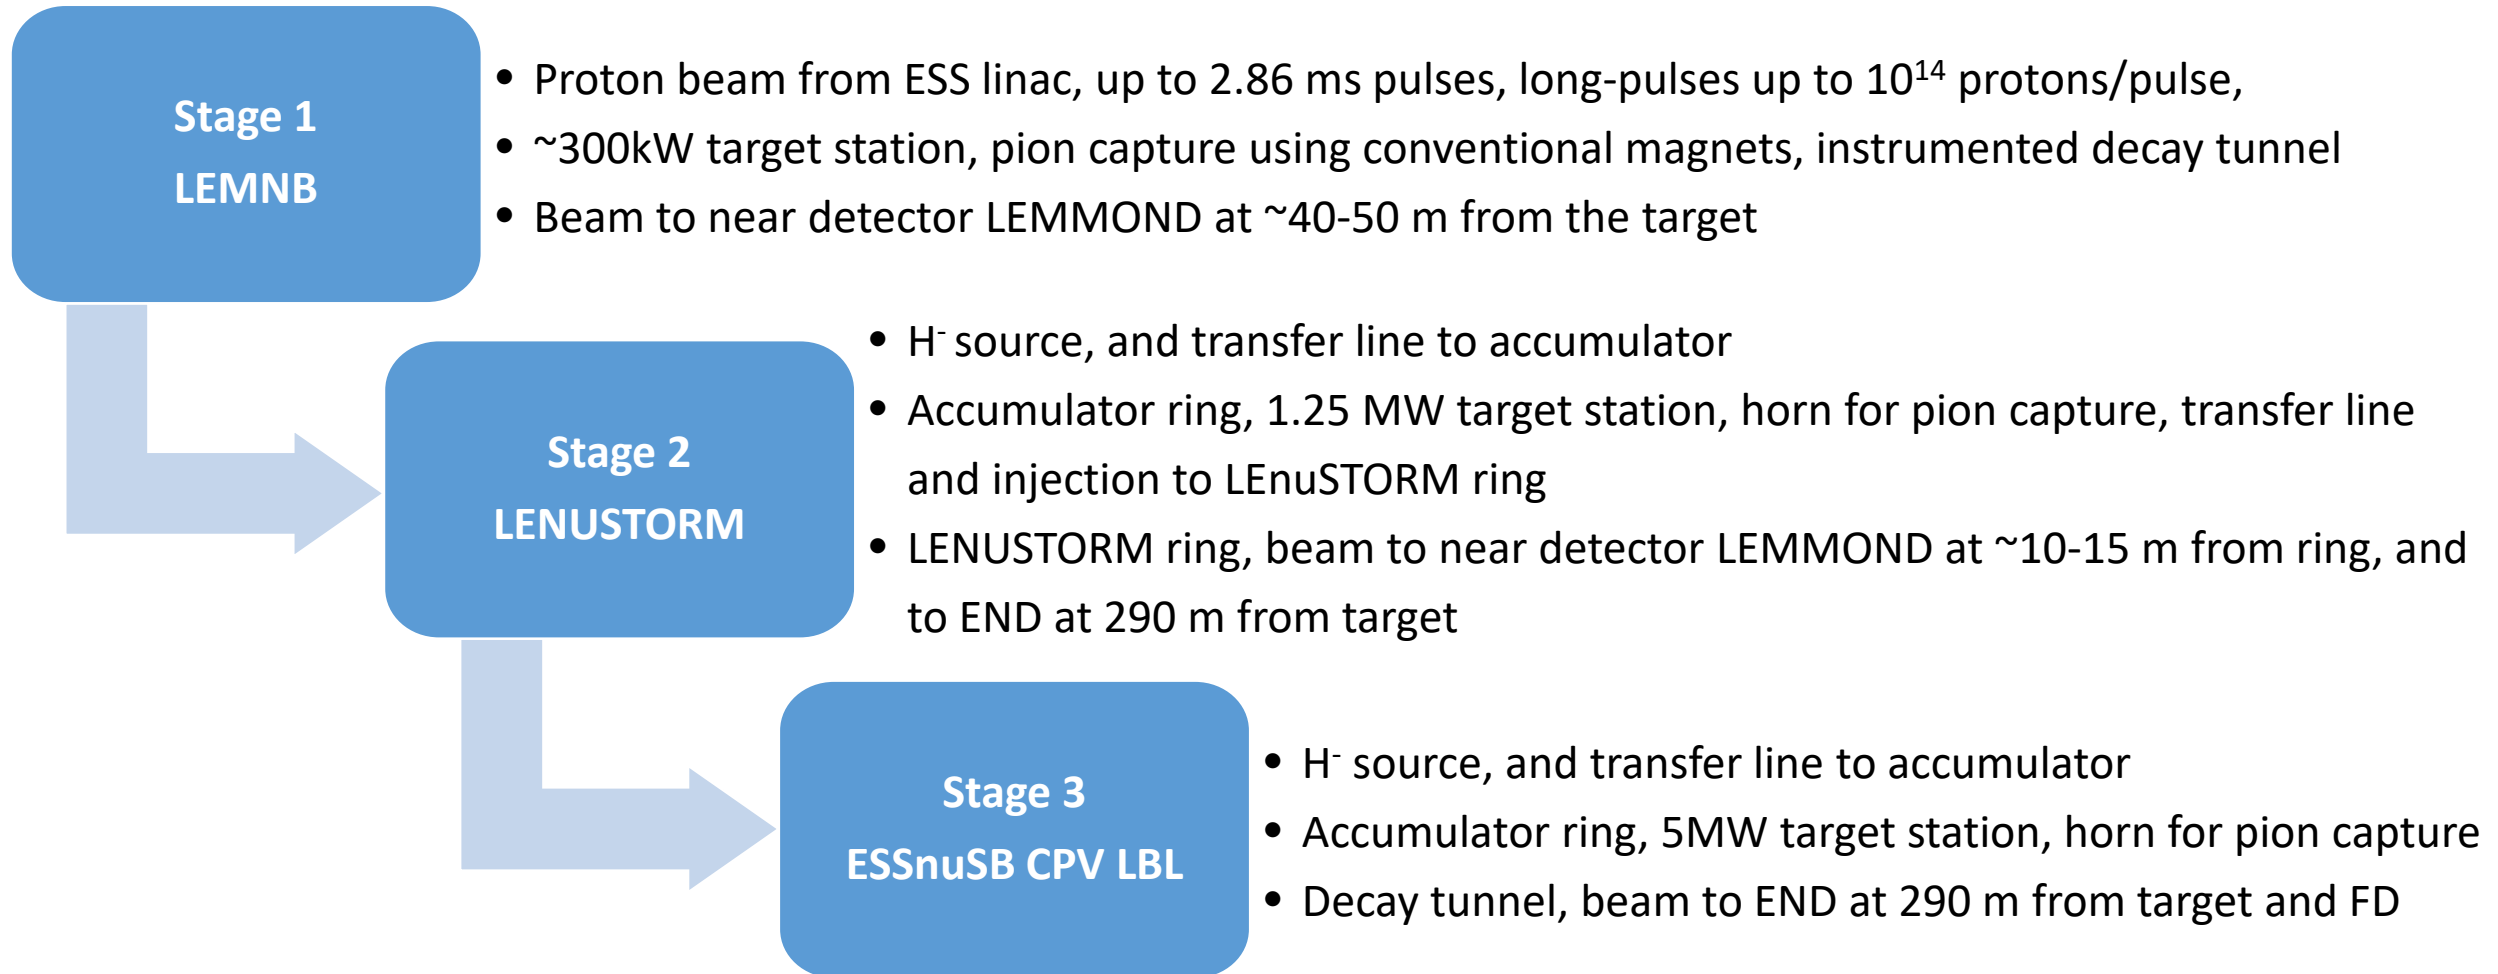 Stage 1
LEMNB
• Proton beam from ESS linac, up to 2.86 ms pulses, long-pulses up to 10¹⁴ protons/pulse,
• ~300kW target station, pion capture using conventional magnets, instrumented decay tunnel
• Beam to near detector LEMMOND at ~40-50 m from the target
Stage 2
LENUSTORM
• H⁻ source, and transfer line to accumulator
• Accumulator ring, 1.25 MW target station, horn for pion capture, transfer line
and injection to LEnuSTORM ring
• LENUSTORM ring, beam to near detector LEMMOND at ~10-15 m from ring, and
to END at 290 m from target
Stage 3
ESSnuSB CPV LBL
• H⁻ source, and transfer line to accumulator
• Accumulator ring, 5MW target station, horn for pion capture
• Decay tunnel, beam to END at 290 m from target and FD